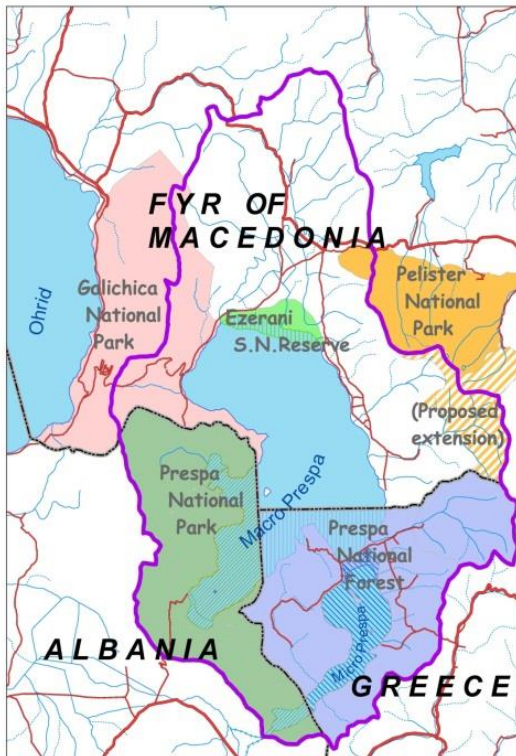 FYR OF
MACEDONIA
Ohrid
Galichica
National
Park
Pelister
National
Park
Ezerani
S.N.Reserve
(Proposed
extension)
Prespa
National
Park
Macro Prespa
Prespa
National
Forest
Micro Prespa
ALBANIA
GREECE